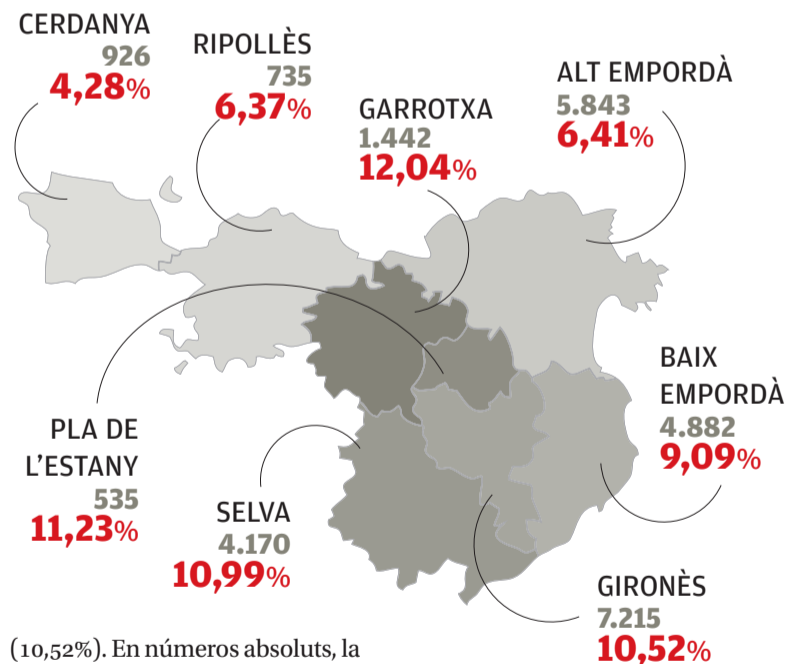 CERDANYA
926
4,28%
RIPOLLÈS
735
6,37%
GARROTXA
1.442
12,04%
ALT EMPORDÀ
5.843
6,41%
BAIX
EMPORDÀ
4.882
9,09%
PLA DE
L'ESTANY
535
11,23%
SELVA
4.170
10,99%
GIRONÈS
7.215
10,52%
(10,52%). En números absoluts, la